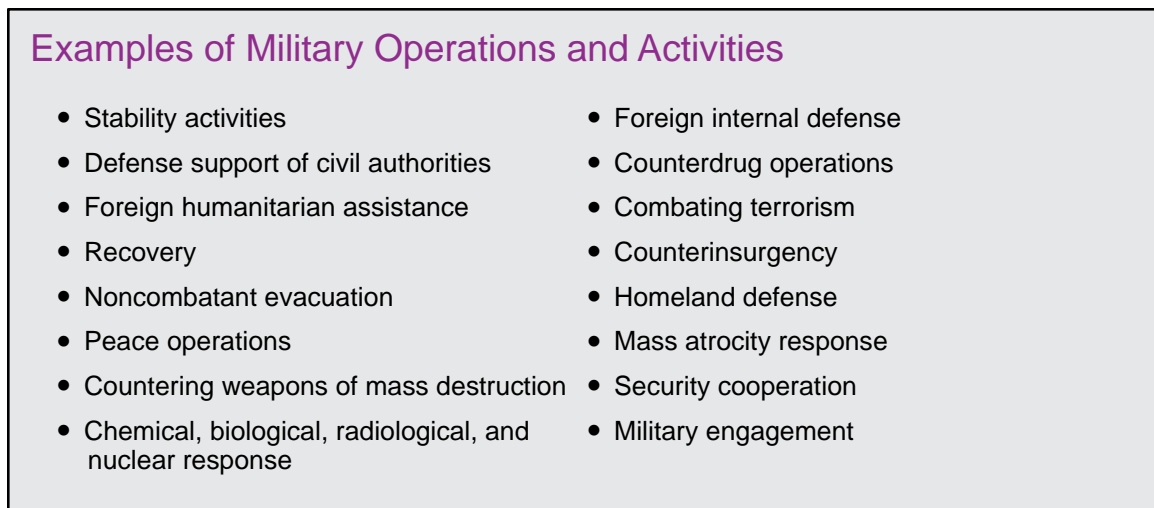 Examples of Military Operations and Activities
• Stability activities
• Defense support of civil authorities
• Foreign humanitarian assistance
• Recovery
• Noncombatant evacuation
• Peace operations
• Countering weapons of mass destruction
• Chemical, biological, radiological, and
nuclear response
• Foreign internal defense
• Counterdrug operations
• Combating terrorism
• Counterinsurgency
• Homeland defense
• Mass atrocity response
• Security cooperation
• Military engagement